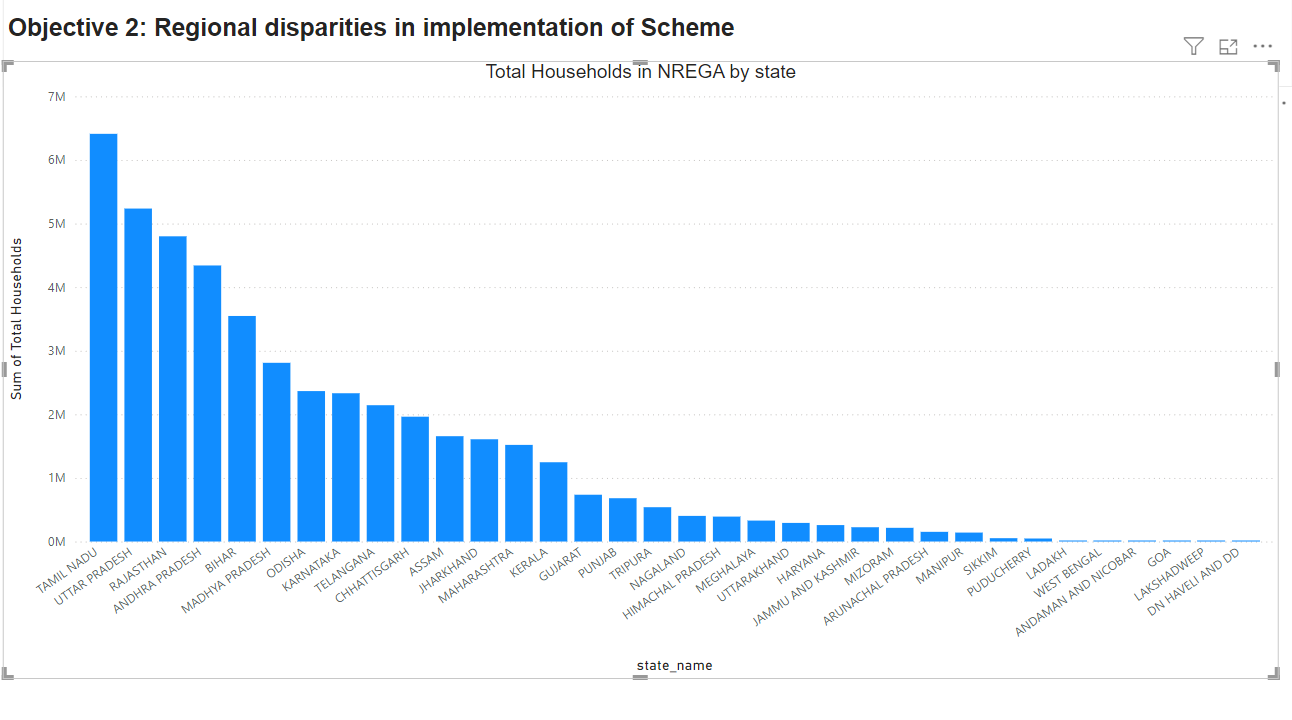 Objective 2: Regional disparities in implementation of Scheme
Total Households in NREGA by state
Sum of Total Households
7M
6M
5M
4M
3M
2M
1M
0M
TAMIL NADU
UTTAR PRADESH
RAJASTHAN
ANDHRA PRADESH
BIHAR
MADHYA PRADESH
ODISHA
KARNATAKA
TELANGANA
CHHATTISGARH
ASSAM
JHARKHAND
MAHARASHTRA
KERALA
GUJARAT
PUNJAB
TRIPURA
NAGALAND
HIMACHAL PRADESH
MEGHALAYA
UTTARAKHAND
HARYANA
JAMMU AND KASHMIR
MIZORAM
ARUNACHAL PRADESH
MANIPUR
SIKKIM
PUDUCHERRY
LADAKH
WEST BENGAL
ANDAMAN AND NICOBAR
GOA
LAKSHADWEEP
DN HAVELI AND DD
state_name